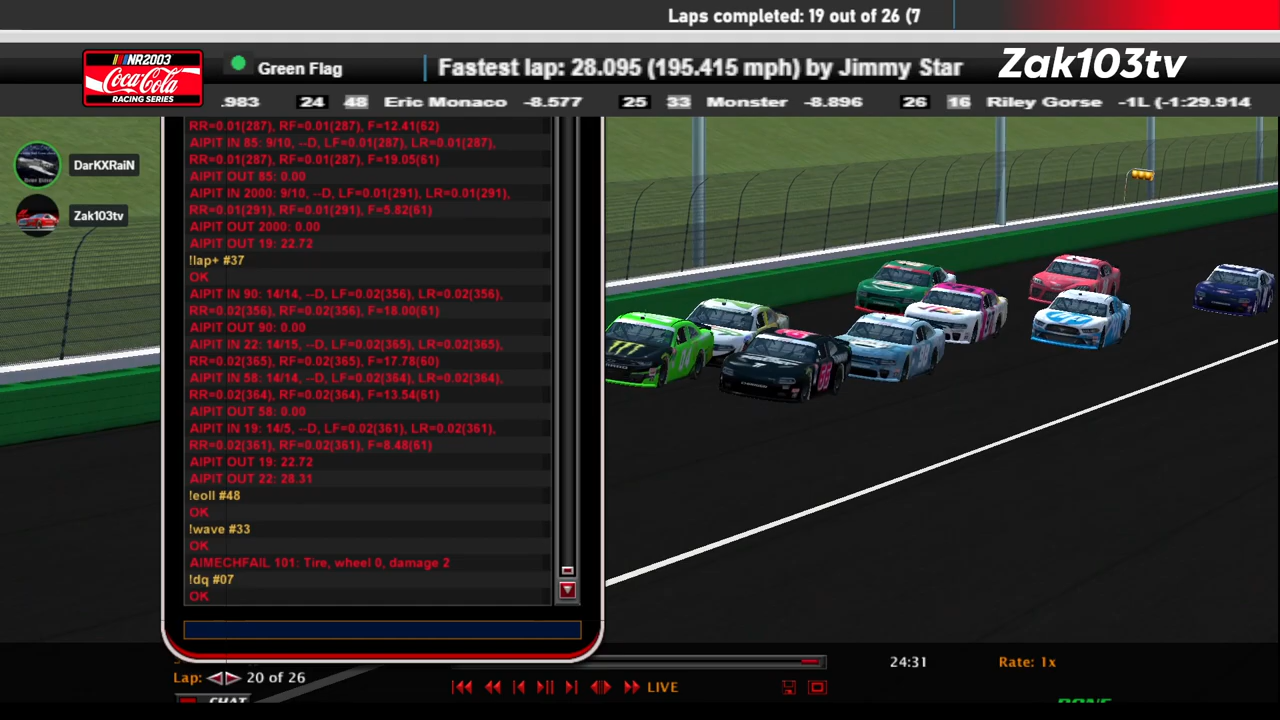 Laps completed: 19 out of 26 (7
NR2003
Coca-Cola
RACING SERIES
Green Flag
Fastest lap: 28.095 (195.415 mph) by Jimmy Star
Zak103tv
.983 24 48 Eric Monaco -8.577 25 33 Monster -8.896 26 16 Riley Gorse -1L (-1:29.914
DarKXRaiN
Zak103tv
RR=0.01(287), RF=0.01(287), F=12.41(62)
AIPIT IN 85: 9/10, --D, LF=0.01(287), LR=0.01(287),
RR=0.01(287), RF=0.01(287), F=19.05(61)
AIPIT OUT 85: 0.00
AIPIT IN 2000: 9/10, --D, LF=0.01(291), LR=0.01(291),
RR=0.01(291), RF=0.01(291), F=5.82(61)
AIPIT OUT 2000: 0.00
AIPIT OUT 19: 22.72
!lap+ #37
OK
AIPIT IN 90: 14/14, --D, LF=0.02(356), LR=0.02(356),
RR=0.02(356), RF=0.02(356), F=18.00(61)
AIPIT OUT 90: 0.00
AIPIT IN 22: 14/15, --D, LF=0.02(365), LR=0.02(365),
RR=0.02(365), RF=0.02(365), F=17.78(60)
AIPIT IN 58: 14/14, --D, LF=0.02(364), LR=0.02(364),
RR=0.02(364), RF=0.02(364), F=13.54(61)
AIPIT OUT 58: 0.00
AIPIT IN 19: 14/5, --D, LF=0.02(361), LR=0.02(361),
RR=0.02(361), RF=0.02(361), F=8.48(61)
AIPIT OUT 19: 22.72
AIPIT OUT 22: 28.31
!eoll #48
OK
!wave #33
OK
AIMECHFAIL 101: Tire, wheel 0, damage 2
!dq #07
OK
24:31
Rate: 1x
Lap: 20 of 26
LIVE
CHAT